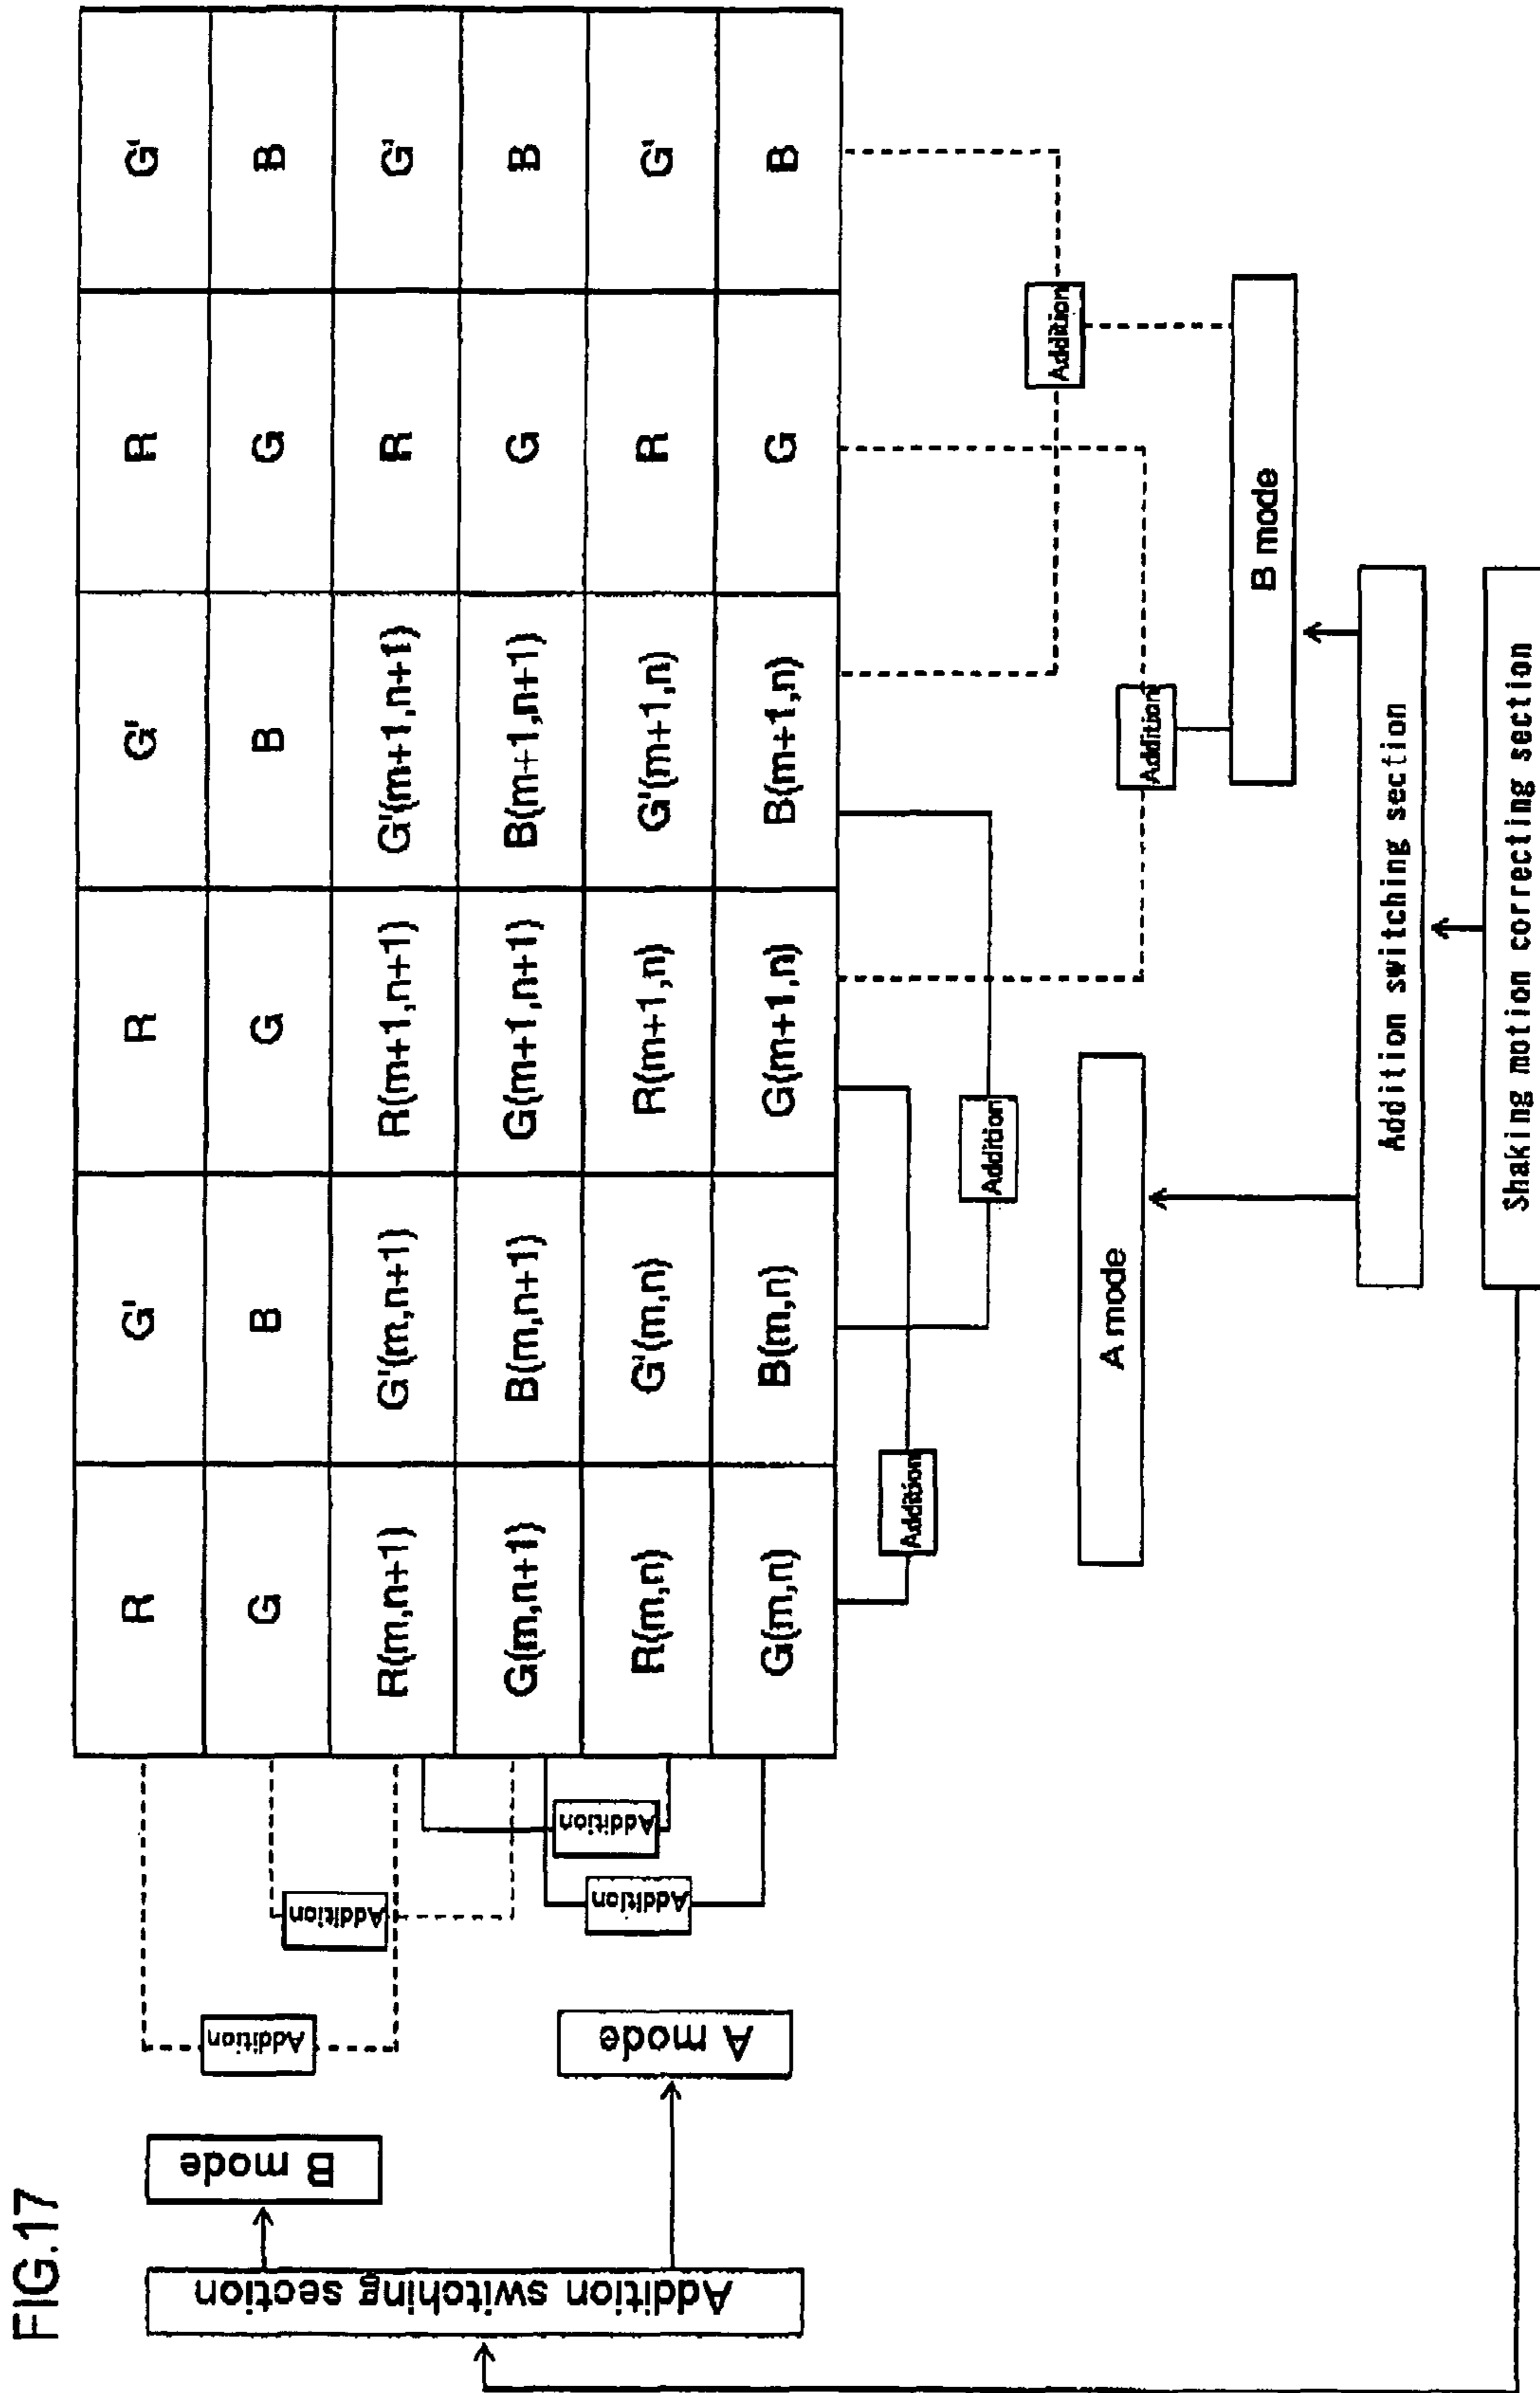 FIG.17
Addition switching section
B mode
A mode
Addition
Addition
Addition
Addition
R G' R G' R G'
G B G B G B
R(m,n+1) G'(m,n+1) R(m+1,n+1) G'(m+1,n+1) R G'
G(m,n+1) B(m,n+1) G(m+1,n+1) B(m+1,n+1) G B
R(m,n) G'(m,n) R(m+1,n) G'(m+1,n) R G'
G(m,n) B(m,n) G(m+1,n) B(m+1,n) G B
Addition
Addition
Addition
Addition
A mode
B mode
Addition switching section
Shaking motion correcting section